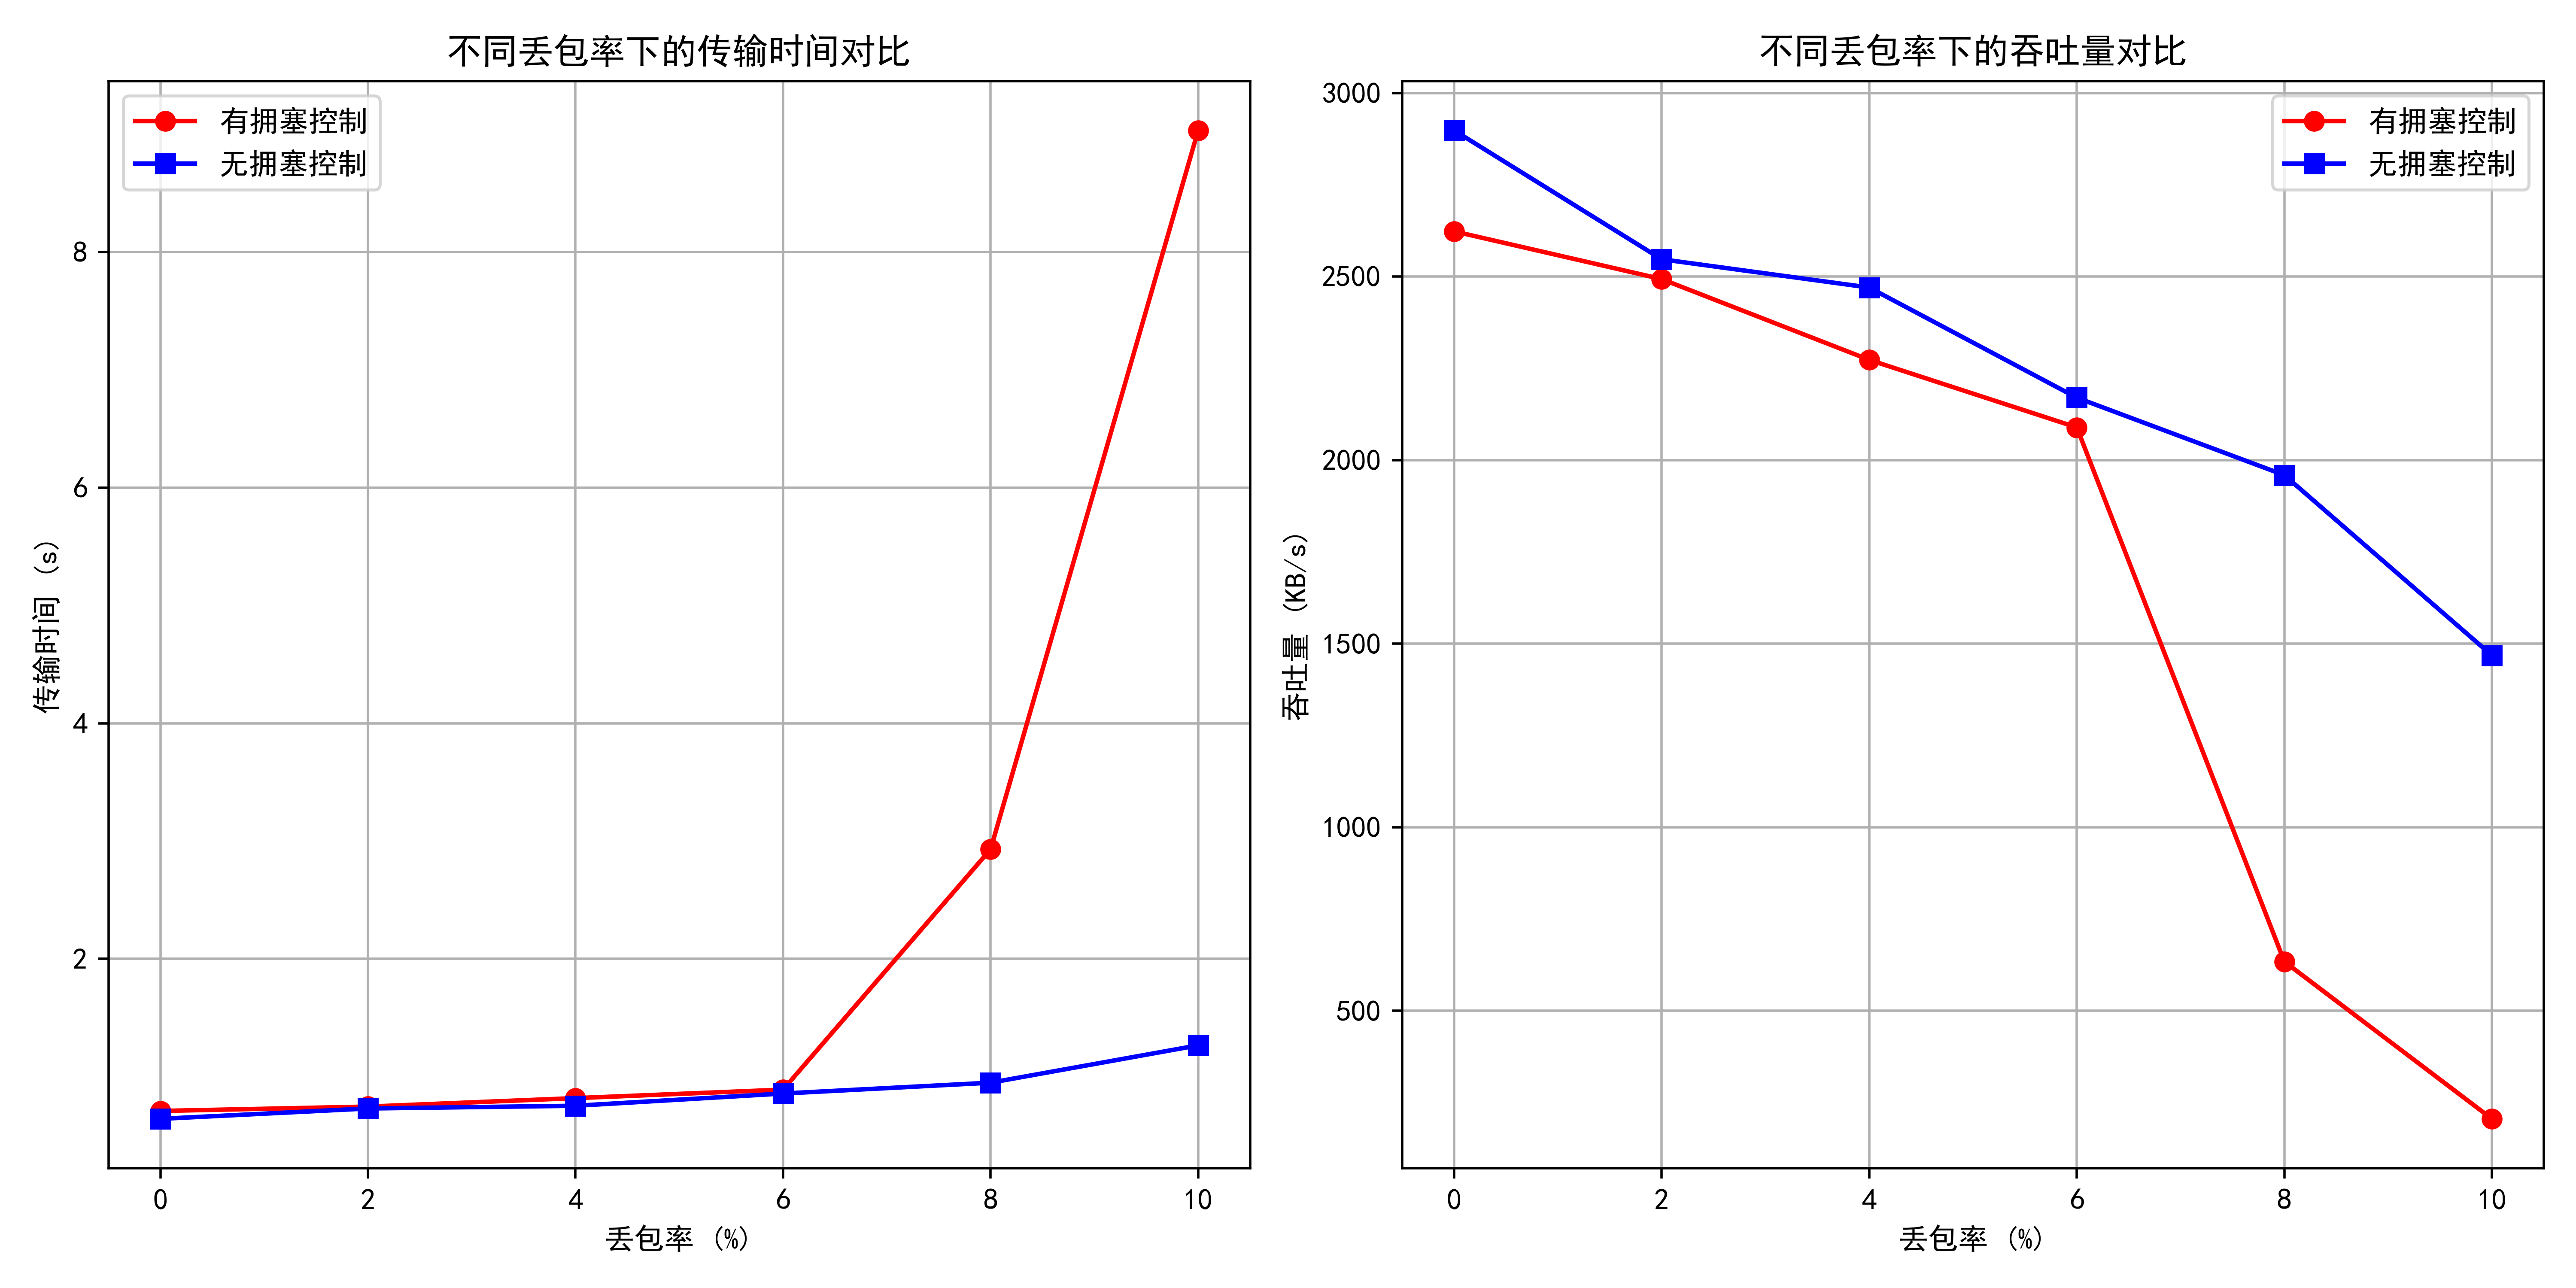 不同丢包率下的传输时间对比
有拥塞控制
无拥塞控制
8
6
4
2
传输时间 (s)
0 2 4 6 8 10
丢包率 (%)
不同丢包率下的吞吐量对比
有拥塞控制
无拥塞控制
3000
2500
2000
1500
1000
500
吞吐量 (KB/s)
0 2 4 6 8 10
丢包率 (%)